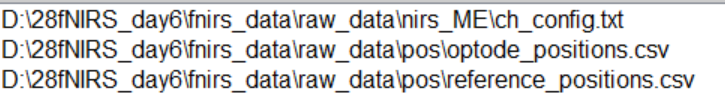 D:\28fNIRS_day6\fnirs_data\raw_data\nirs_ME\ch_config.txt
D:\28fNIRS_day6\fnirs_data\raw_data\pos\optode_positions.csv
D:\28fNIRS_day6\fnirs_data\raw_data\pos\reference_positions.csv